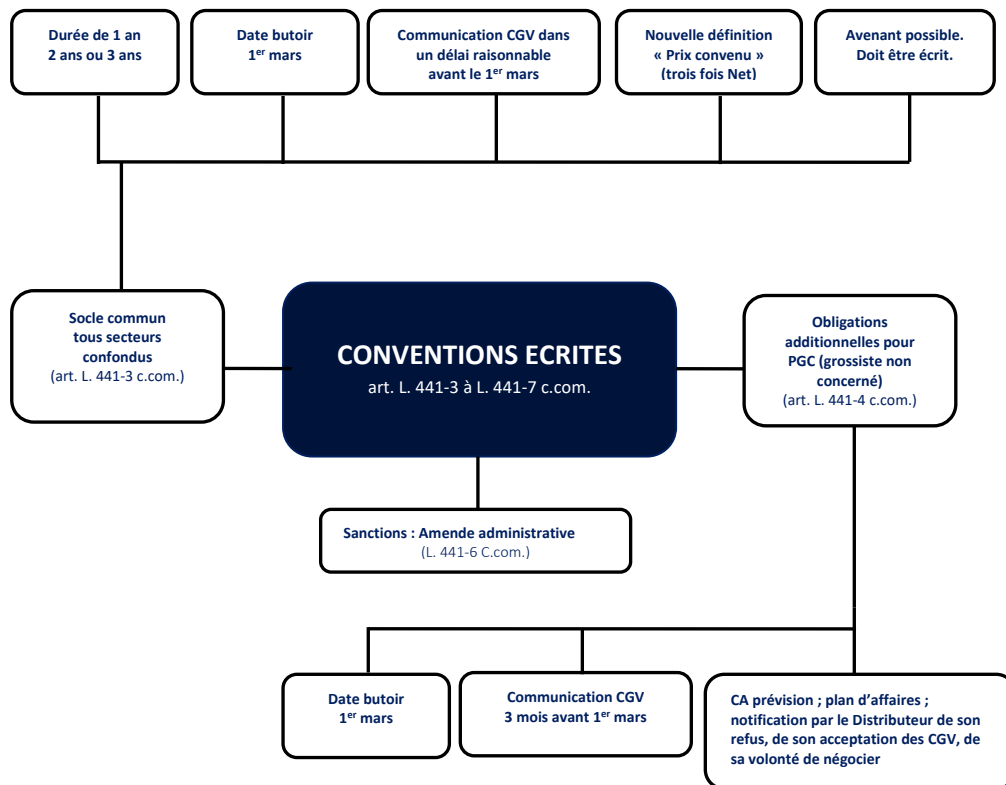 Durée de 1 an
2 ans ou 3 ans
Date butoir
1er mars
Communication CGV dans
un délai raisonnable
avant le 1er mars
Nouvelle définition
« Prix convenu »
(trois fois Net)
Avenant possible.
Doit être écrit.
Socle commun
tous secteurs
confondus
(art. L. 441-3 c.com.)
CONVENTIONS ECRITES
art. L. 441-3 à L. 441-7 c.com.
Obligations
additionnelles pour
PGC (grossiste non
concerné)
(art. L. 441-4 c.com.)
Sanctions : Amende administrative
(L. 441-6 C.com.)
Date butoir
1er mars
Communication CGV
3 mois avant 1er mars
CA prévision ; plan d’affaires ;
notification par le Distributeur de son
refus, de son acceptation des CGV, de
sa volonté de négocier